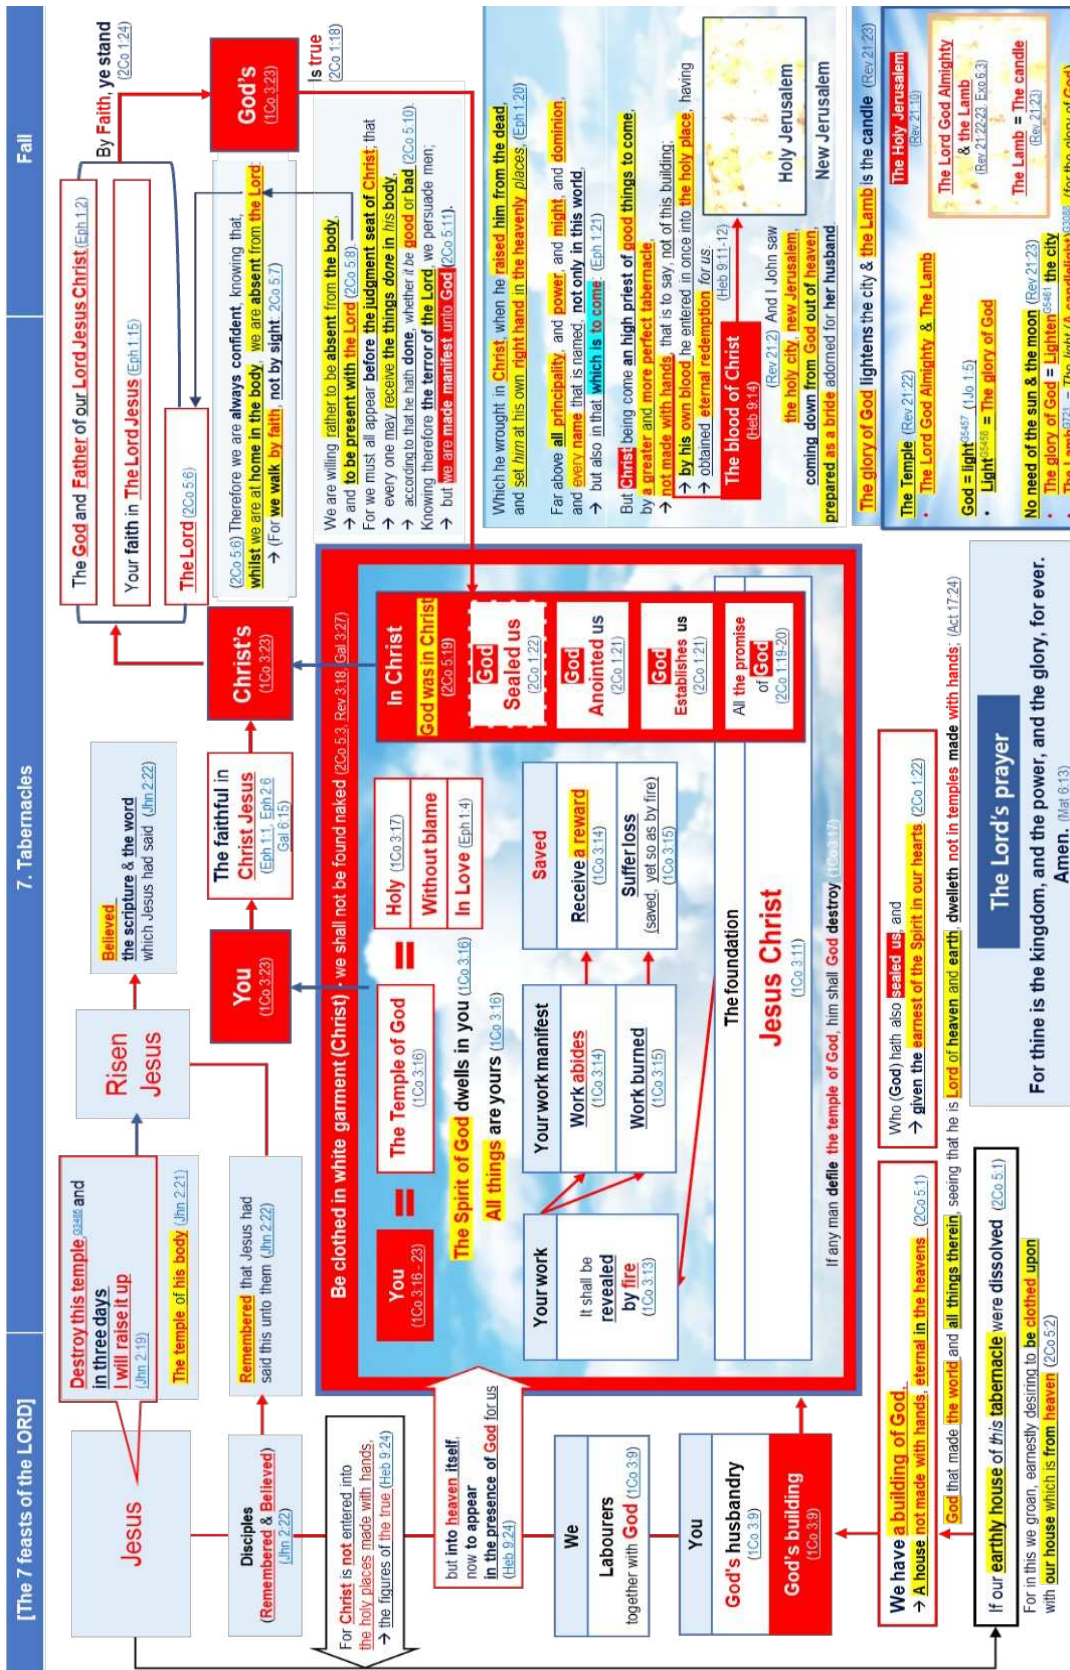 [The 7 feasts of the LORD]
7. Tabernacles
Fall
Jesus
Destroy this temple,G3485 and
in three days
I will raise it up
(Jhn 2:19)
The temple of his body (Jhn 2:21)
Risen
Jesus
Believed
the scripture & the word
which Jesus had said (Jhn 2:22)
Disciples
(Remembered & Believed)
(Jhn 2:22)
Remembered that Jesus had
said this unto them (Jhn 2:22)
You
(1Co 3:23)
The faithful in
Christ Jesus
(Eph 1:1, Eph 2:6
Gal 6:15)
Christ's
(1Co 3:23)
The God and Father of our Lord Jesus Christ (Eph 1:2)
Your faith in The Lord Jesus (Eph 1:15)
The Lord (2Co 5:6)
By Faith, ye stand
(2Co 1:24)
God's
(1Co 3:23)
Is true
(2Co 1:18)
(2Co 5:6) Therefore we are always confident, knowing that,
whilst we are at home in the body, we are absent from the Lord:
→ (For we walk by faith, not by sight: 2Co 5:7)
We are willing rather to be absent from the body,
→ and to be present with the Lord (2Co 5:8).
For we must all appear before the judgment seat of Christ; that
→ every one may receive the things done in his body,
→ according to that he hath done, whether it be good or bad (2Co 5:10).
Knowing therefore the terror of the Lord, we persuade men;
→ but we are made manifest unto God (2Co 5:11).
For Christ is not entered into
the holy places made with hands,
→ the figures of the true (Heb 9:24)
but into heaven itself,
now to appear
in the presence of God for us
(Heb 9:24)
We
Labourers
together with God (1Co 3:9)
You
God's husbandry
(1Co 3:9)
God's building
(1Co 3:9)
Be clothed in white garment (Christ) - we shall not be found naked (2Co 5:3, Rev 3:18, Gal 3:27)
You
(1Co 3:16 - 23)
=
The Temple of God
(1Co 3:16)
=
Holy (1Co 3:17)
Without blame
In Love (Eph 1:4)
The Spirit of God dwells in you (1Co 3:16)
All things are yours (1Co 3:16)
Your work
It shall be
revealed
by fire
(1Co 3:13)
Your work manifest
Work abides
(1Co 3:14)
Work burned
(1Co 3:15)
Saved
Receive a reward
(1Co 3:14)
Suffer loss
(saved, yet so as by fire)
(1Co 3:15)
The foundation
Jesus Christ
(1Co 3:11)
If any man defile the temple of God, him shall God destroy (1Co 3:17)
In Christ
God was in Christ
(2Co 5:19)
God
Sealed us
(2Co 1:22)
God
Anointed us
(2Co 1:21)
God
Establishes us
(2Co 1:21)
All the promise
of God
(2Co 1:19-20)
Which he wrought in Christ, when he raised him from the dead,
and set him at his own right hand in the heavenly places, (Eph 1:20)
Far above all principality, and power, and might, and dominion,
and every name that is named, not only in this world,
→ but also in that which is to come: (Eph 1:21)
But Christ being come an high priest of good things to come,
by a greater and more perfect tabernacle,
→ not made with hands, that is to say, not of this building;
→ by his own blood he entered in once into the holy place, having
→ obtained eternal redemption for us.
(Heb 9:11-12)
The blood of Christ
(Heb 9:14)
(Rev 21:2) And I John saw
the holy city, new Jerusalem,
coming down from God out of heaven,
prepared as a bride adorned for her husband.
Holy Jerusalem
New Jerusalem
We have a building of God,
→ A house not made with hands, eternal in the heavens. (2Co 5:1)
Who (God) hath also sealed us, and
→ given the earnest of the Spirit in our hearts. (2Co 1:22)
God that made the world and all things therein, seeing that he is Lord of heaven and earth, dwelleth not in temples made with hands; (Act 17:24)
If our earthly house of this tabernacle were dissolved (2Co 5:1)
For in this we groan, earnestly desiring to be clothed upon
with our house which is from heaven (2Co 5:2)
The Lord's prayer
For thine is the kingdom, and the power, and the glory, for ever.
Amen. (Mat 6:13)
The glory of God lightens the city & the Lamb is the candle (Rev 21:23)
The Temple (Rev 21:22)
• The Lord God Almighty & The Lamb
God = lightG5457 (1Jo 1:5)
• LightG5458 = The glory of God
No need of the sun & the moon (Rev 21:23)
• The glory of God = LightenG5461 the city
The Holy Jerusalem
(Rev 21:10)
The Lord God Almighty
& the Lamb
(Rev 21:22-23, Exo 6:3)
The Lamb = The candle
(Rev 21:23)